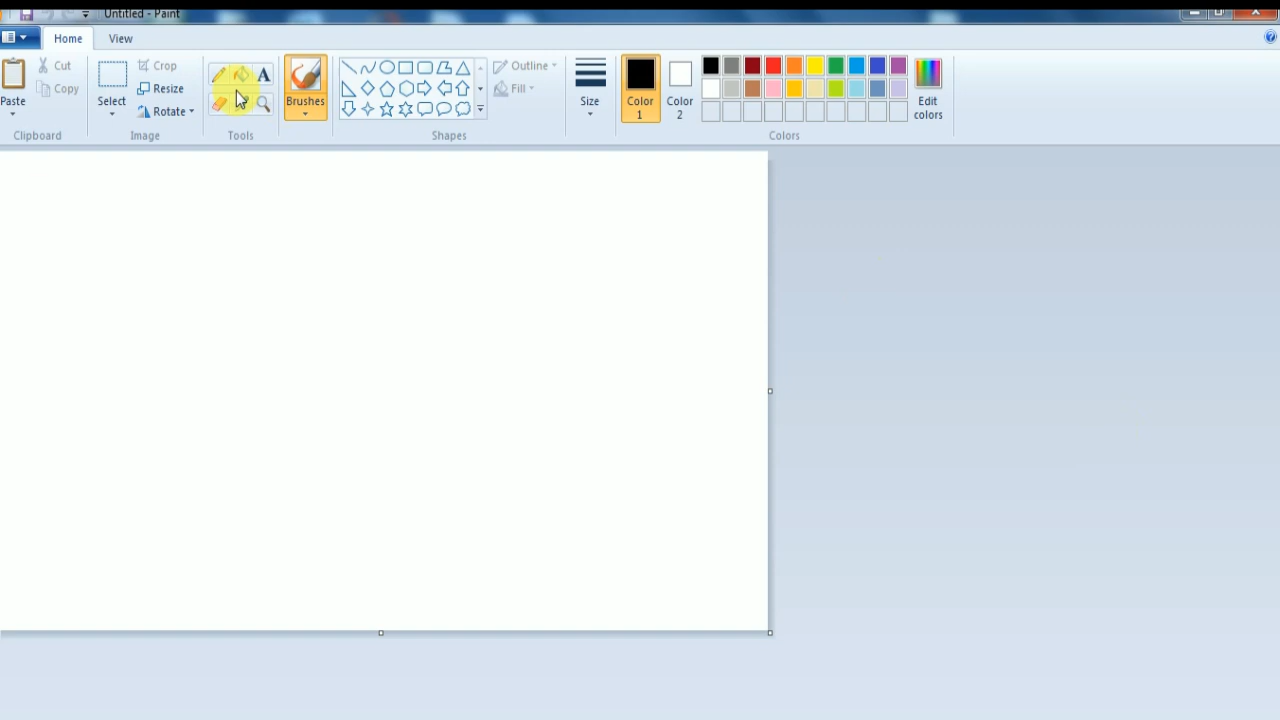 Untitled - Paint
Home View
Paste Cut Copy
Select Crop Resize Rotate
A
Brushes
Outline Fill
Size
Color 1 Color 2
Edit colors
Clipboard Image Tools Shapes Colors